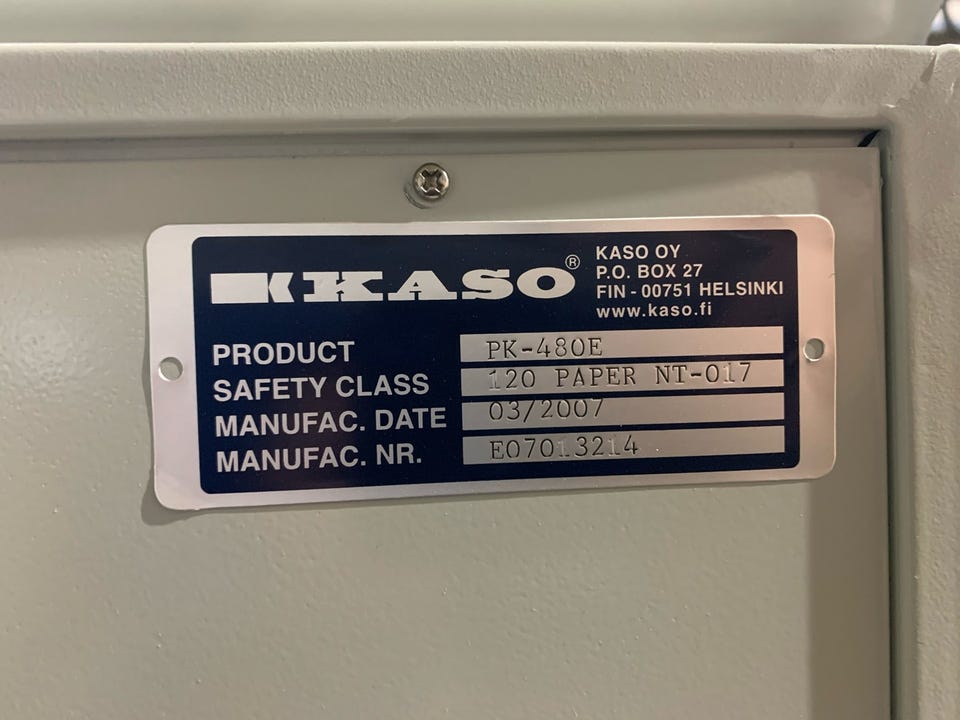 KASO®
KASO OY
P.O. BOX 27
FIN - 00751 HELSINKI
www.kaso.fi
PRODUCT PK-480E
SAFETY CLASS 120 PAPER NT-017
MANUFAC. DATE 03/2007
MANUFAC. NR. E07013214